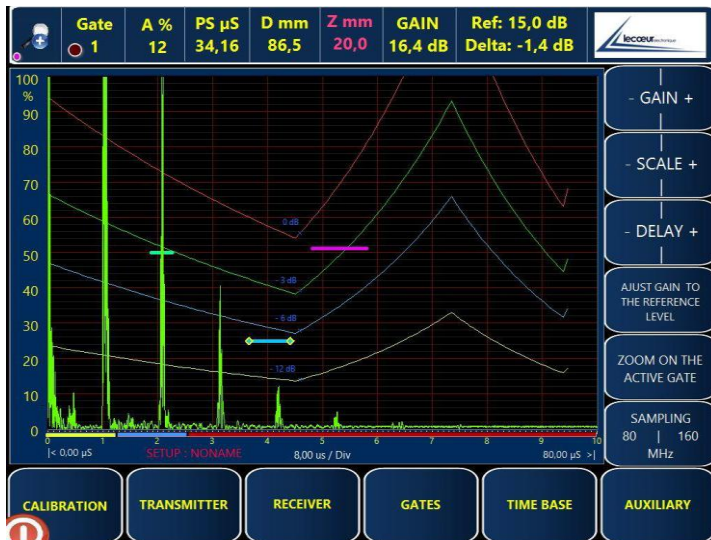 Gate
1
A %
12
PS µS
34,16
D mm
86,5
Z mm
20,0
GAIN
16,4 dB
Ref: 15,0 dB
Delta: -1,4 dB
lecœur électronique
100
%
90
80
70
60
50
40
30
20
10
0
0 dB
- 3 dB
- 6 dB
- 12 dB
0 1 2 3 4 5 6 7 8 9 10
|< 0,00 µS
SETUP : NONAME
8,00 us / Div
80,00 µS >|
- GAIN +
- SCALE +
- DELAY +
AJUST GAIN TO
THE REFERENCE
LEVEL
ZOOM ON THE
ACTIVE GATE
SAMPLING
80 | 160
MHz
CALIBRATION
TRANSMITTER
RECEIVER
GATES
TIME BASE
AUXILIARY